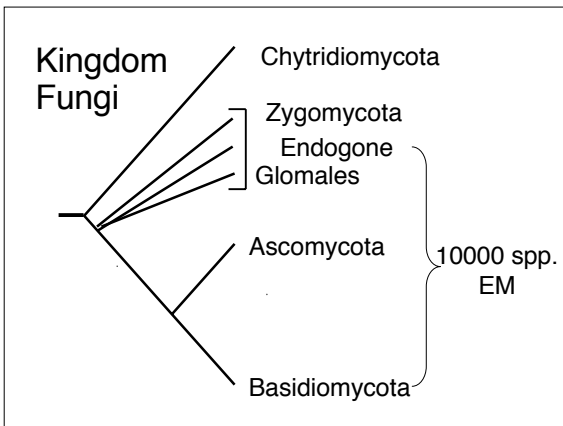 Kingdom
Fungi
Chytridiomycota
Zygomycota
Endogone
Glomales
Ascomycota
10000 spp.
EM
Basidiomycota